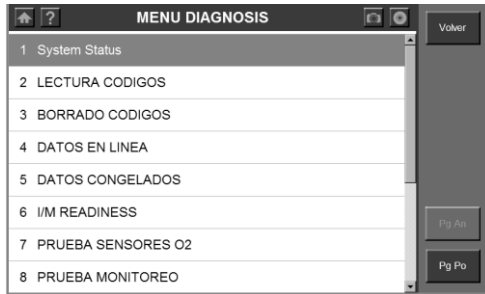 ?
MENU DIAGNOSIS
Volver
1 System Status
2 LECTURA CODIGOS
3 BORRADO CODIGOS
4 DATOS EN LINEA
5 DATOS CONGELADOS
6 I/M READINESS
7 PRUEBA SENSORES O2
8 PRUEBA MONITOREO
Pg An
Pg Po